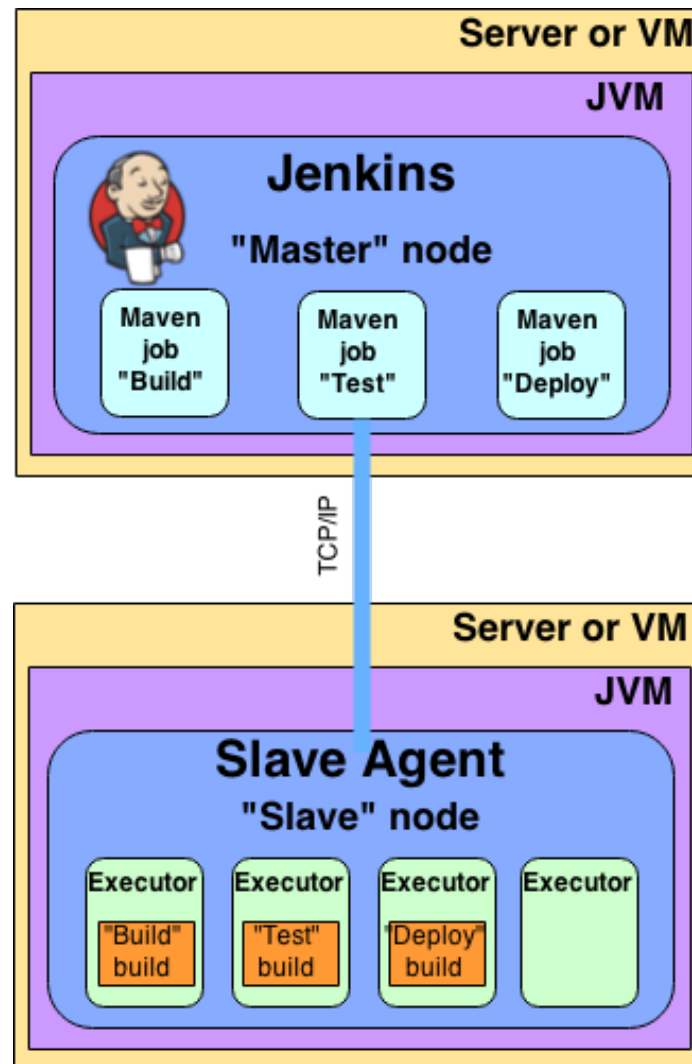 Server or VM
JVM
Jenkins
"Master" node
Maven
job
"Build"
Maven
job
"Test"
Maven
job
"Deploy"
TCP/IP
Server or VM
JVM
Slave Agent
"Slave" node
Executor
"Build"
build
Executor
"Test"
build
Executor
"Deploy"
build
Executor